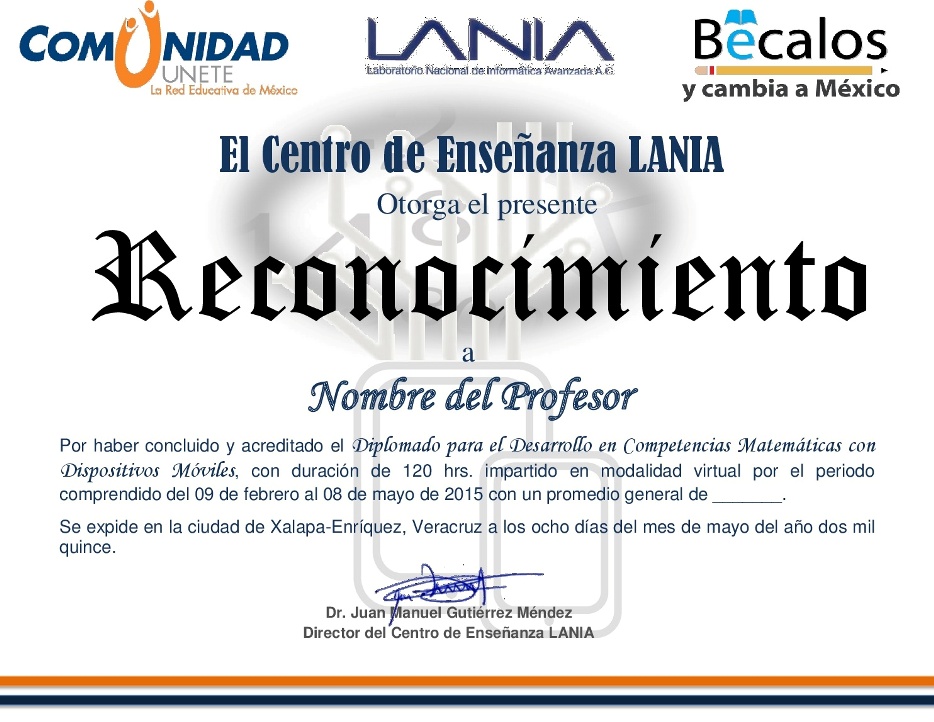 COMUNIDAD
UNETE
La Red Educativa de México
LANIA
Laboratorio Nacional de Informática Avanzada A.C.
Bécalos
y cambia a México
El Centro de Enseñanza LANIA
Otorga el presente
Reconocimiento
a
Nombre del Profesor
Por haber concluido y acreditado el Diplomado para el Desarrollo en Competencias Matemáticas con
Dispositivos Móviles, con duración de 120 hrs. impartido en modalidad virtual por el periodo
comprendido del 09 de febrero al 08 de mayo de 2015 con un promedio general de _______.
Se expide en la ciudad de Xalapa-Enríquez, Veracruz a los ocho días del mes de mayo del año dos mil
quince.
Dr. Juan Manuel Gutiérrez Méndez
Director del Centro de Enseñanza LANIA